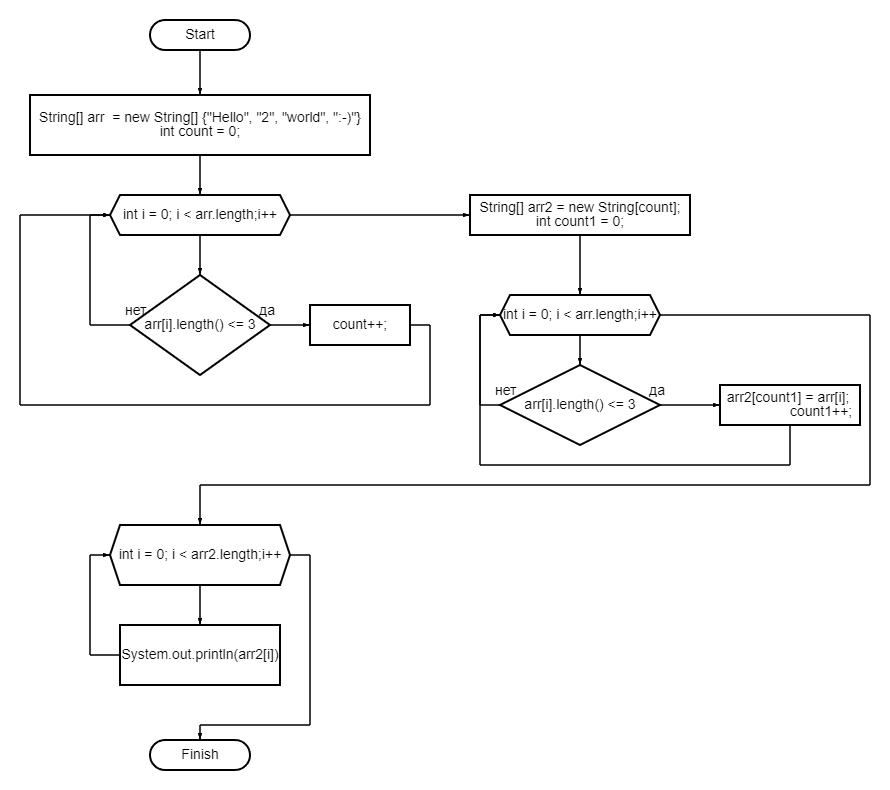 Start
String[] arr  = new String[] {"Hello", "2", "world", ":-)"}
int count = 0;
int i = 0; i < arr.length;i++
String[] arr2 = new String[count];
int count1 = 0;
нет
да
arr[i].length() <= 3
count++;
int i = 0; i < arr.length;i++
нет
да
arr[i].length() <= 3
arr2[count1] = arr[i];
count1++;
int i = 0; i < arr2.length;i++
System.out.println(arr2[i])
Finish